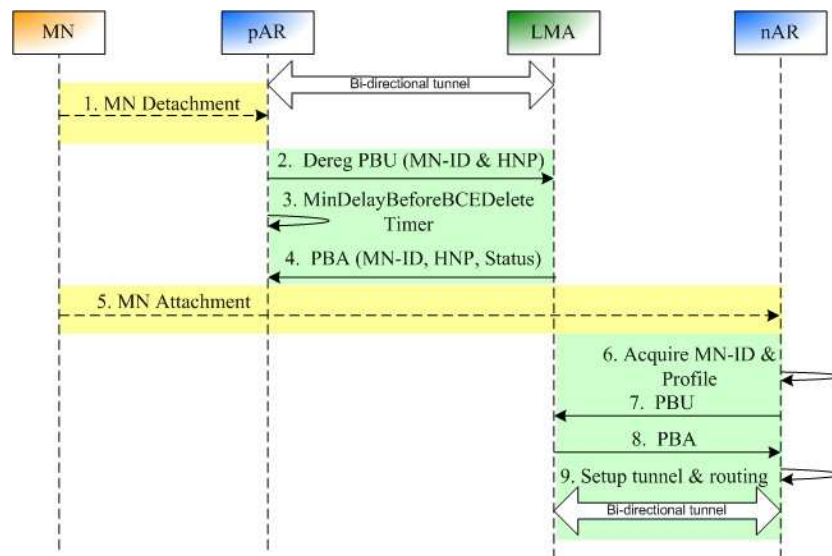 MN
pAR
LMA
nAR
Bi-directional tunnel
1. MN Detachment
2. Dereg PBU (MN-ID & HNP)
3. MinDelayBeforeBCEDelete
Timer
4. PBA (MN-ID, HNP, Status)
5. MN Attachment
6. Acquire MN-ID &
Profile
7. PBU
8. PBA
9. Setup tunnel & routing
Bi-directional tunnel